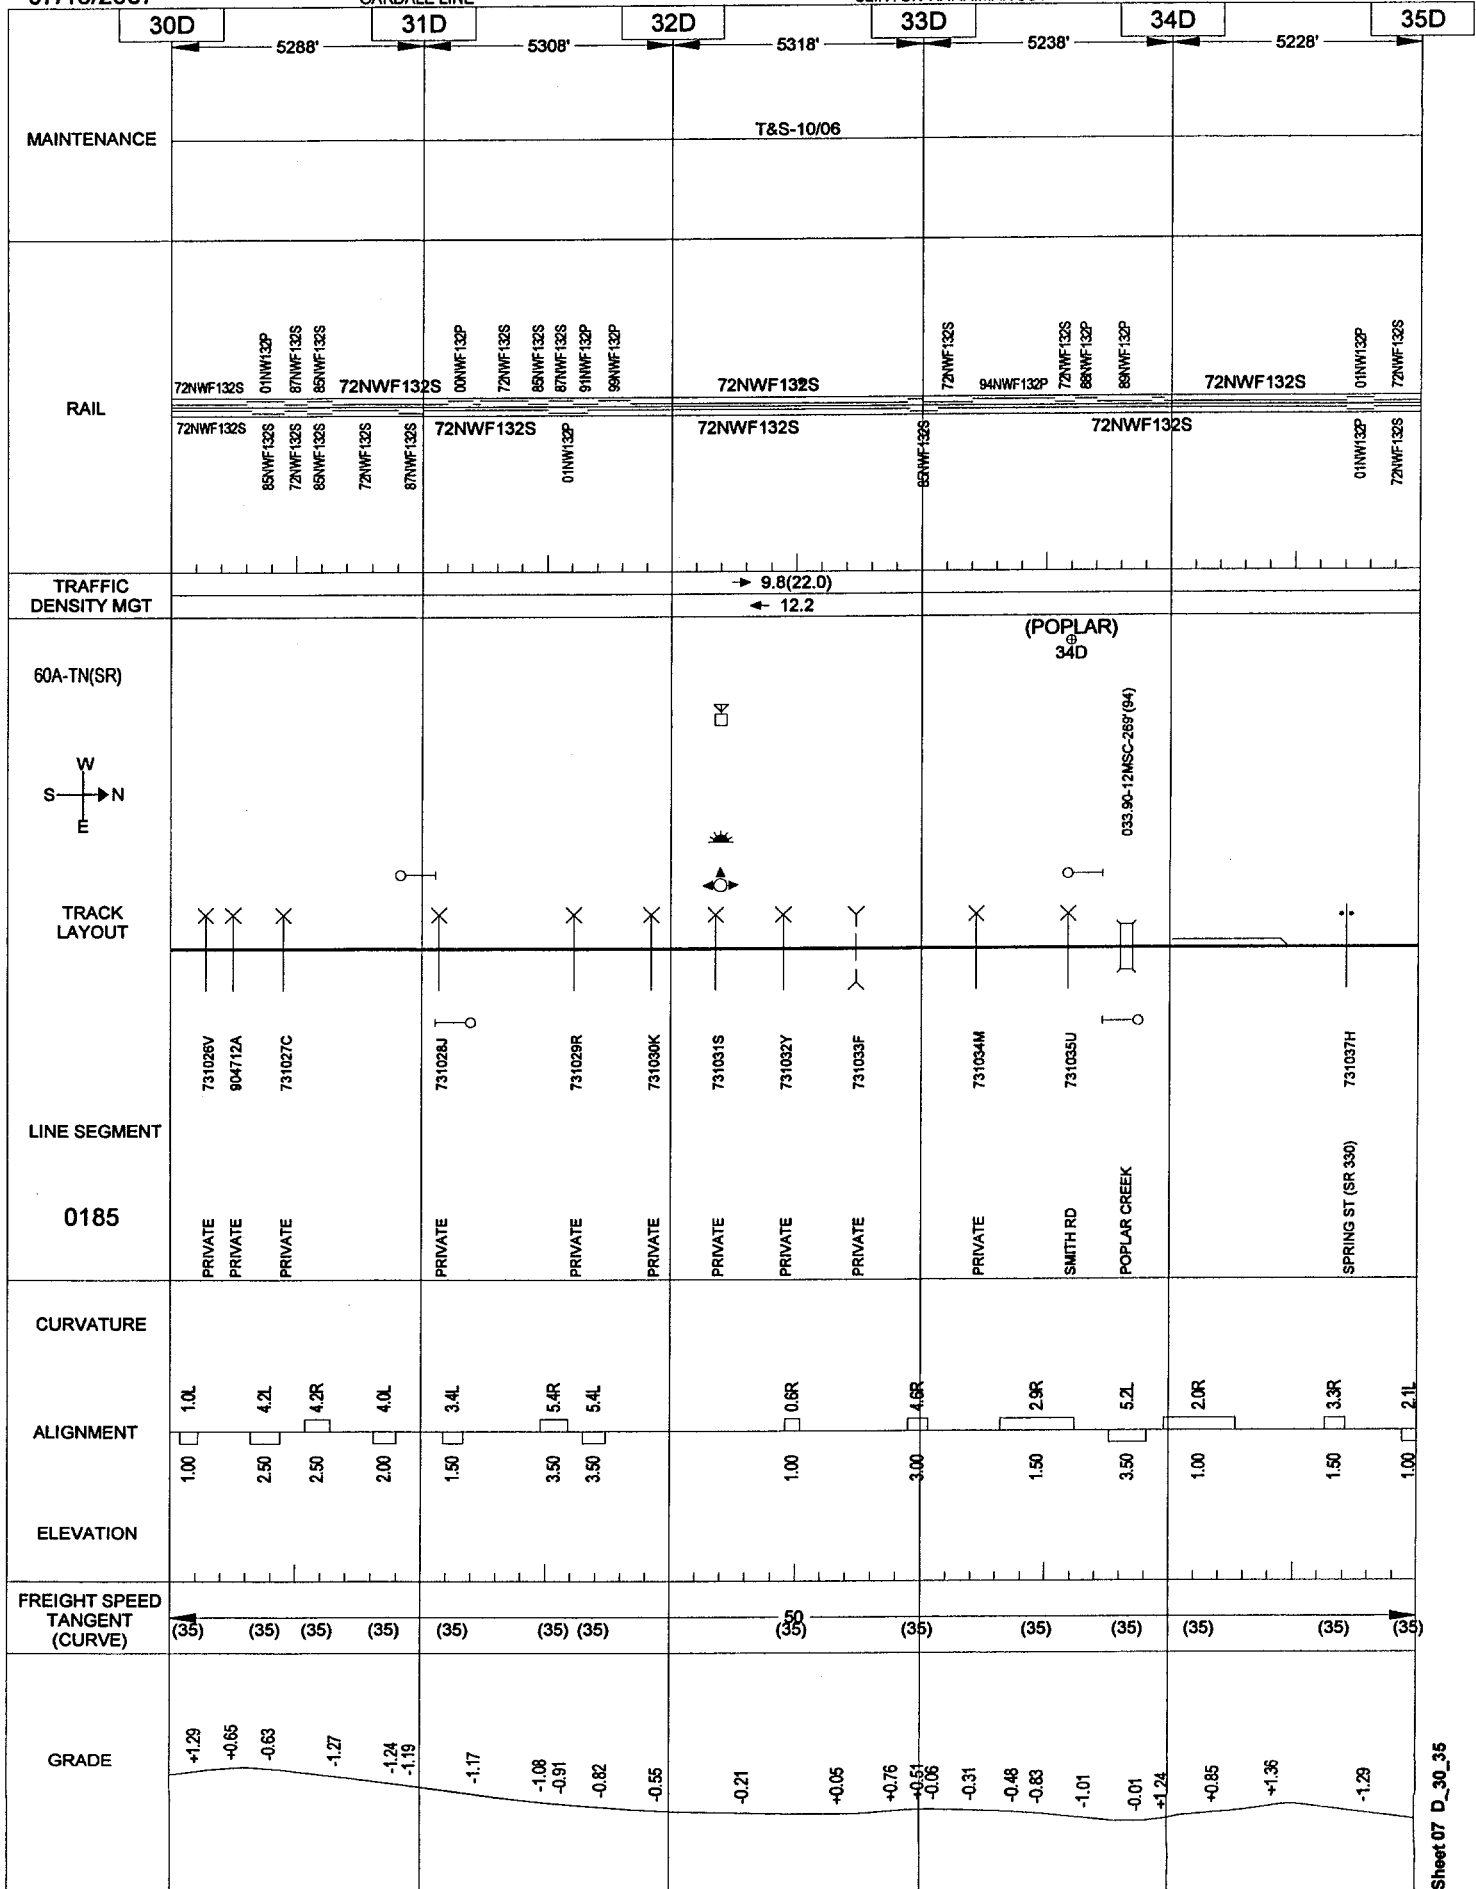 30D 31D 32D 33D 34D 35D
5288' 5308' 5318' 5238' 5228'
MAINTENANCE
T&S-10/06
RAIL
72NWF132S 01NW132P 87NWF132S 85NWF132S 72NWF132S 00NWF132P 72NWF132S 85NWF132S 87NWF132S 91NWF132P 99NWF132P 72NWF132S 72NWF132S 94NWF132P 72NWF132S 88NWF132P 89NWF132P 72NWF132S 01NW132P 72NWF132S
72NWF132S 85NWF132S 72NWF132S 85NWF132S 72NWF132S 87NWF132S 72NWF132S 01NW132P 72NWF132S 85NWF132S 72NWF132S 01NW132P 72NWF132S
TRAFFIC
DENSITY MGT
9.8(22.0)
12.2
60A-TN(SR)
(POPLAR)
34D
033.90-12MSC-269'(94)
W
S N
E
TRACK
LAYOUT
731026V 904712A 731027C 731028J 731029R 731030K 731031S 731032Y 731033F 731034M 731035U 731037H
LINE SEGMENT
0185
PRIVATE PRIVATE PRIVATE PRIVATE PRIVATE PRIVATE PRIVATE PRIVATE PRIVATE PRIVATE SMITH RD POPLAR CREEK SPRING ST (SR 330)
CURVATURE
1.0L 4.2L 4.2R 4.0L 3.4L 5.4R 5.4L 0.6R 4.6R 2.9R 5.2L 2.0R 3.3R 2.1L
ALIGNMENT
1.00 2.50 2.50 2.00 1.50 3.50 3.50 1.00 3.00 1.50 3.50 1.00 1.50 1.00
ELEVATION
FREIGHT SPEED
TANGENT
(CURVE)
50
(35) (35) (35) (35) (35) (35) (35) (35) (35) (35) (35) (35) (35) (35)
GRADE
+1.29 +0.65 -0.63 -1.27 -1.24 -1.19 -1.17 -1.08 -0.91 -0.82 -0.55 -0.21 +0.05 +0.76 +0.51 -0.06 -0.31 -0.48 -0.83 -1.01 -0.01 +1.24 +0.85 +1.36 -1.29
Sheet 07 D_30_35